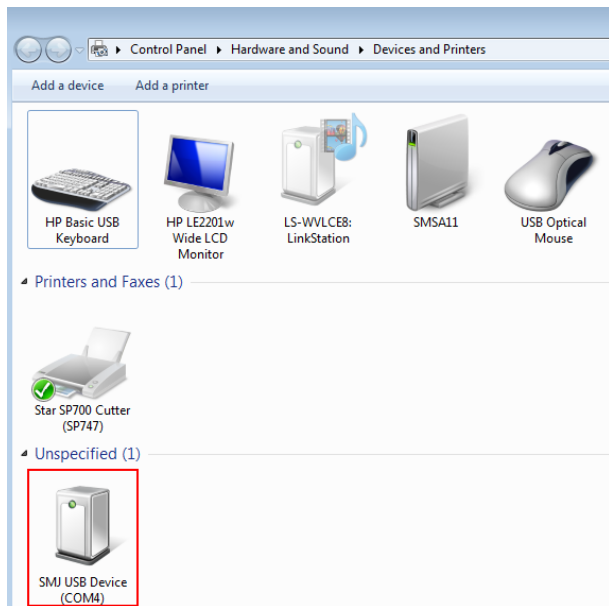 Control Panel Hardware and Sound Devices and Printers
Add a device Add a printer
HP Basic USB
Keyboard
HP LE2201w
Wide LCD
Monitor
LS-WVLCE8:
LinkStation
SMSA11
USB Optical
Mouse
Printers and Faxes (1)
Star SP700 Cutter
(SP747)
Unspecified (1)
SMJ USB Device
(COM4)